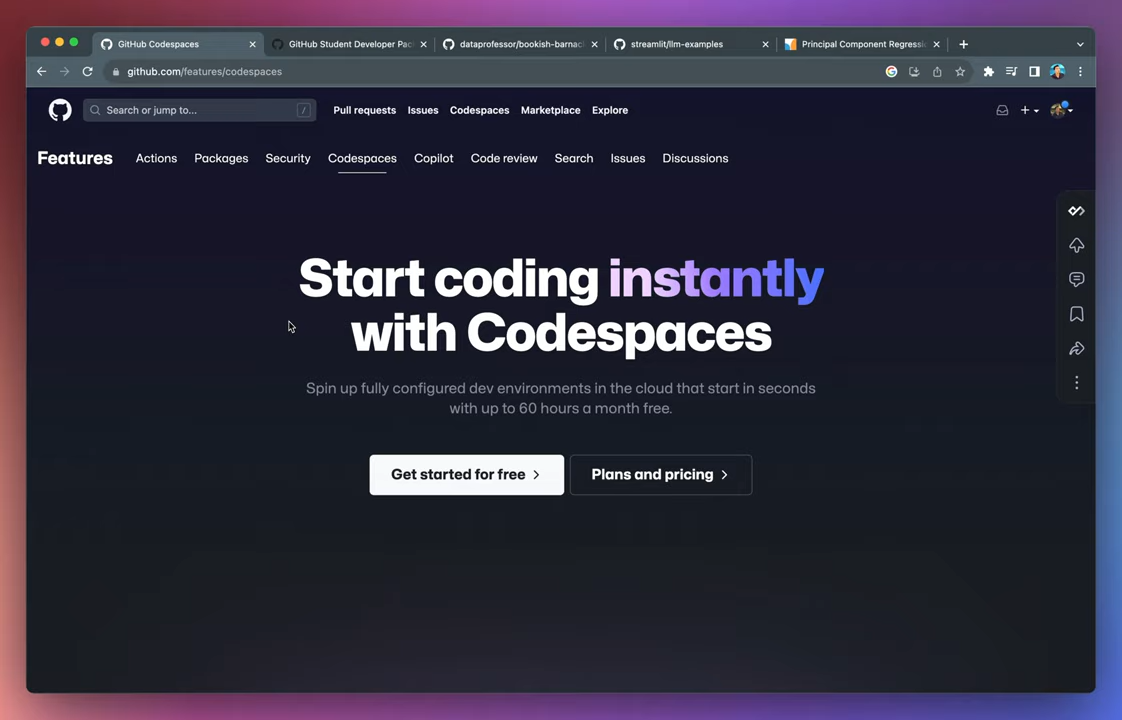 GitHub Codespaces
GitHub Student Developer Pac
dataprofessor/bookish-barnac
streamlit/llm-examples
Principal Component Regressi
github.com/features/codespaces
Search or jump to...
/
Pull requests
Issues
Codespaces
Marketplace
Explore
Features
Actions
Packages
Security
Codespaces
Copilot
Code review
Search
Issues
Discussions
Start coding instantly
with Codespaces
Spin up fully configured dev environments in the cloud that start in seconds
with up to 60 hours a month free.
Get started for free
Plans and pricing